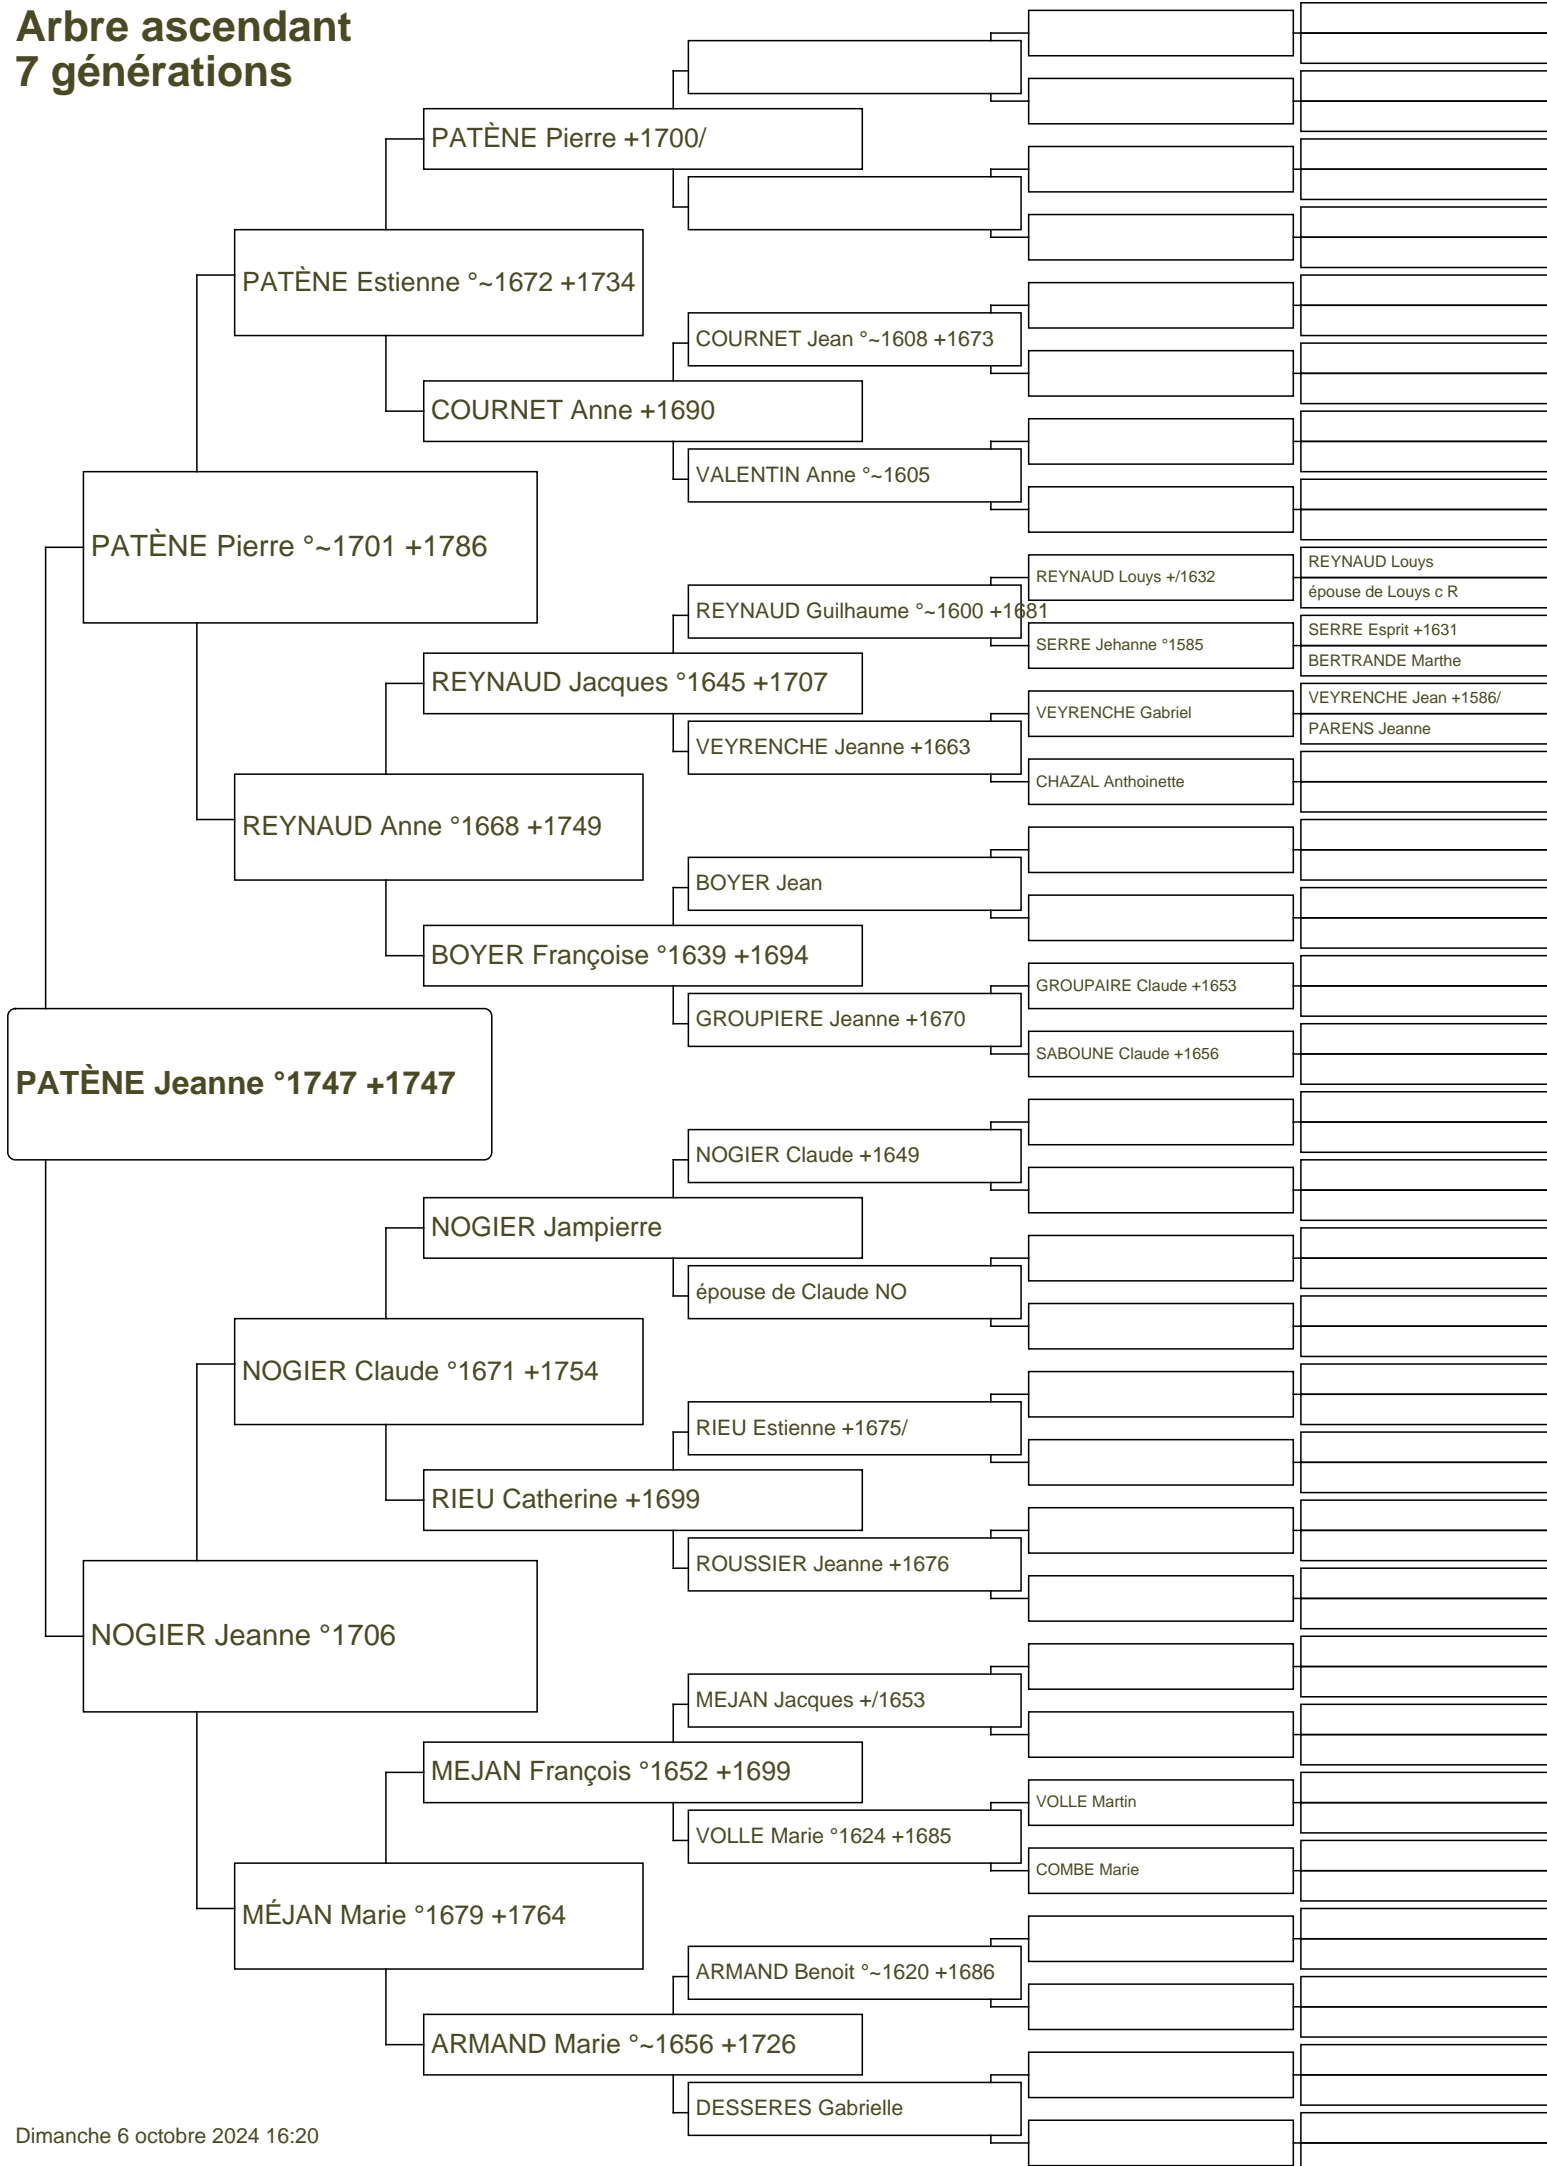 Arbre ascendant
7 générations
PATÈNE Pierre +1700/
PATÈNE Estienne °~1672 +1734
COURNET Jean °~1608 +1673
COURNET Anne +1690
VALENTIN Anne °~1605
PATÈNE Pierre °~1701 +1786
REYNAUD Louys
REYNAUD Louys +/1632
épouse de Louys c R
REYNAUD Guilhaume °~1600 +1681
SERRE Esprit +1631
SERRE Jehanne °1585
BERTRANDE Marthe
REYNAUD Jacques °1645 +1707
VEYRENCHE Jean +1586/
VEYRENCHE Gabriel
PARENS Jeanne
VEYRENCHE Jeanne +1663
CHAZAL Anthoinette
REYNAUD Anne °1668 +1749
BOYER Jean
BOYER Françoise °1639 +1694
GROUPAIRE Claude +1653
GROUPIERE Jeanne +1670
SABOUNE Claude +1656
PATÈNE Jeanne °1747 +1747
NOGIER Claude +1649
NOGIER Jampierre
épouse de Claude NO
NOGIER Claude °1671 +1754
RIEU Estienne +1675/
RIEU Catherine +1699
ROUSSIER Jeanne +1676
NOGIER Jeanne °1706
MEJAN Jacques +/1653
MEJAN François °1652 +1699
VOLLE Martin
VOLLE Marie °1624 +1685
COMBE Marie
MÉJAN Marie °1679 +1764
ARMAND Benoit °~1620 +1686
ARMAND Marie °~1656 +1726
DESSERES Gabrielle
Dimanche 6 octobre 2024 16:20